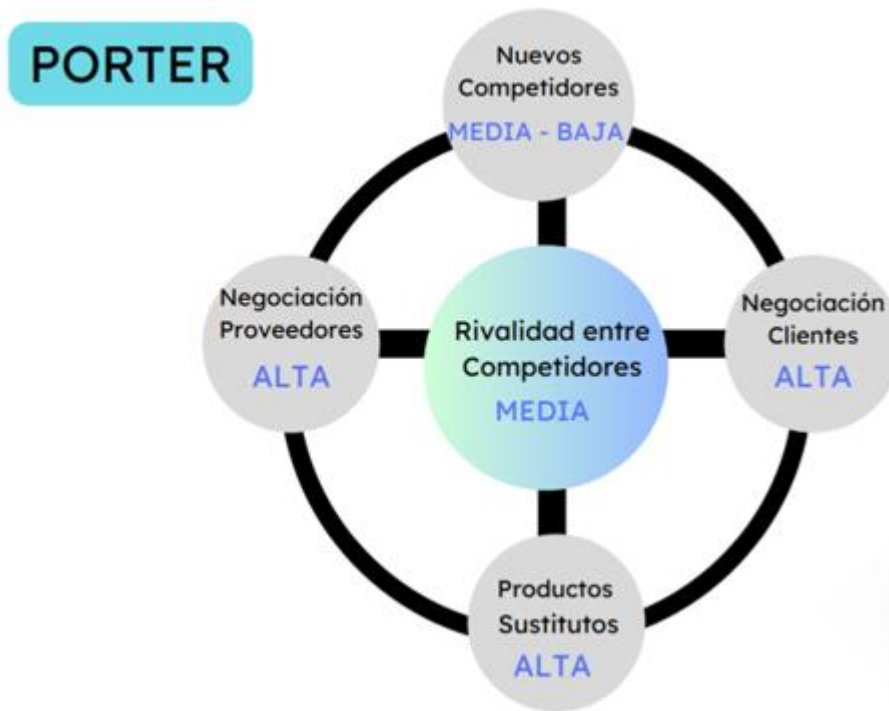 PORTER
Nuevos
Competidores
MEDIA - BAJA
Negociación
Proveedores
ALTA
Rivalidad entre
Competidores
MEDIA
Negociación
Clientes
ALTA
Productos
Sustitutos
ALTA